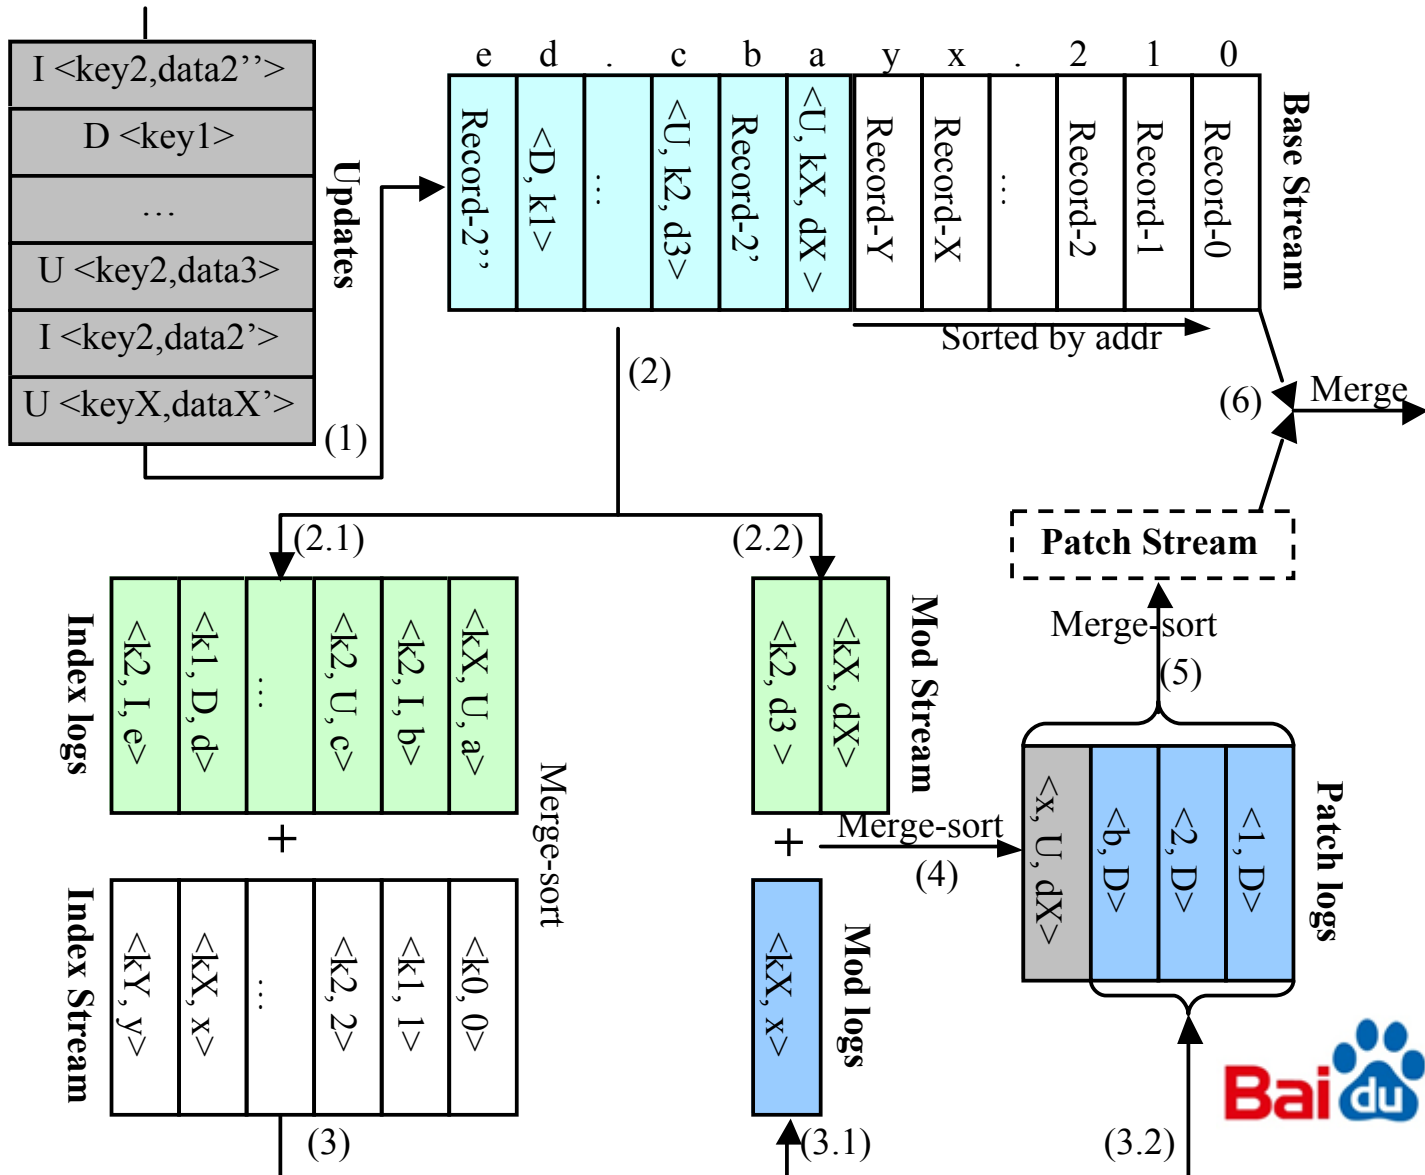 I <key2,data2’’>
D <key1>
...
U <key2,data3>
I <key2,data2’>
U <keyX,dataX’>
Updates
(1)
e d . c b a y x . 2 1 0
Record-2’’
<D, k1>
...
<U, k2, d3>
Record-2’
<U, kX, dX >
Record-Y
Record-X
...
Record-2
Record-1
Record-0
Base Stream
Sorted by addr
(2)
(6)
Merge
(2.1)
(2.2)
Patch Stream
Index logs
<k2, I, e>
<k1, D, d>
...
<k2, U, c>
<k2, I, b>
<kX, U, a>
Merge-sort
+
Index Stream
<kY, y>
<kX, x>
...
<k2, 2>
<k1, 1>
<k0, 0>
(3)
<k2, d3 >
<kX, dX>
Mod Stream
+
Merge-sort
(4)
<kX, x>
Mod logs
(3.1)
Merge-sort
(5)
<x, U, dX>
<b, D>
<2, D>
<1, D>
Patch logs
(3.2)
Bai du